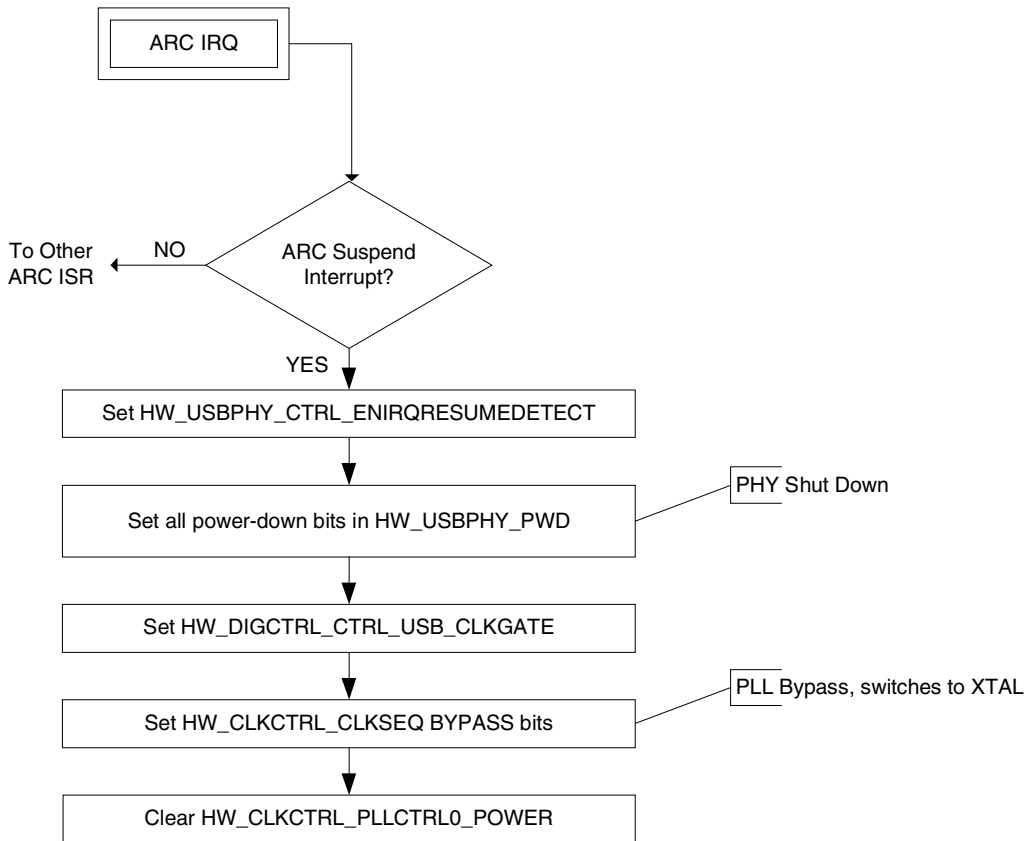 ARC IRQ
ARC Suspend
Interrupt?
NO
To Other
ARC ISR
YES
Set HW_USBPHY_CTRL_ENIRQRESUMEDETECT
Set all power-down bits in HW_USBPHY_PWD
PHY Shut Down
Set HW_DIGCTRL_CTRL_USB_CLKGATE
Set HW_CLKCTRL_CLKSEQ BYPASS bits
PLL Bypass, switches to XTAL
Clear HW_CLKCTRL_PLLCTRL0_POWER